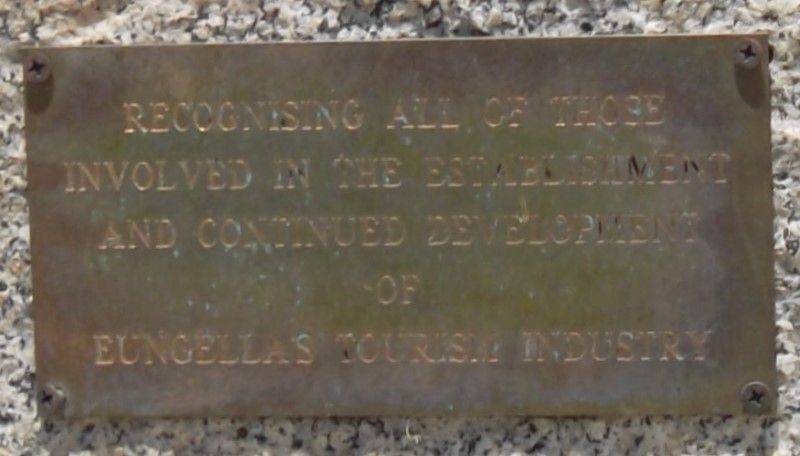 RECOGNISING ALL OF THOSE
INVOLVED IN THE ESTABLISHMENT
AND CONTINUED DEVELOPMENT
OF
EUNGELLA'S TOURISM INDUSTRY